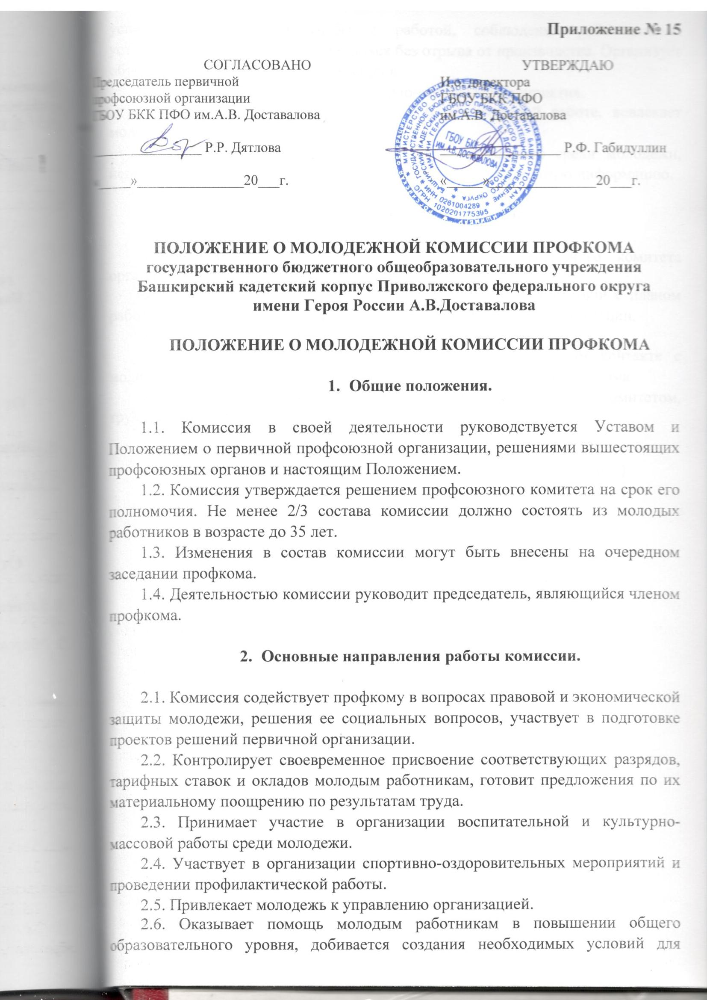 Приложение № 15
СОГЛАСОВАНО
Председатель первичной
профсоюзной организации
ГБОУ БКК ПФО им.А.В. Доставалова
Р.Р. Дятлова
«_____»_________________20___г.
УТВЕРЖДАЮ
И.о. директора
ГБОУ БКК ПФО
им.А.В. Доставалова
Р.Ф. Габидуллин
«_____»_________________20___г.
ГБОУ БКК ПФО
ИМ.А.В.ДОСТАВАЛОВА
ИНН 0261004289
ОГРН 1020201775395
ПОЛОЖЕНИЕ О МОЛОДЕЖНОЙ КОМИССИИ ПРОФКОМА
государственного бюджетного общеобразовательного учреждения
Башкирский кадетский корпус Приволжского федерального округа
имени Героя России А.В.Доставалова
ПОЛОЖЕНИЕ О МОЛОДЕЖНОЙ КОМИССИИ ПРОФКОМА
1. Общие положения.
1.1. Комиссия в своей деятельности руководствуется Уставом и
Положением о первичной профсоюзной организации, решениями вышестоящих
профсоюзных органов и настоящим Положением.
1.2. Комиссия утверждается решением профсоюзного комитета на срок его
полномочия. Не менее 2/3 состава комиссии должно состоять из молодых
работников в возрасте до 35 лет.
1.3. Изменения в состав комиссии могут быть внесены на очередном
заседании профкома.
1.4. Деятельностью комиссии руководит председатель, являющийся членом
профкома.
2. Основные направления работы комиссии.
2.1. Комиссия содействует профкому в вопросах правовой и экономической
защиты молодежи, решения ее социальных вопросов, участвует в подготовке
проектов решений первичной организации.
2.2. Контролирует своевременное присвоение соответствующих разрядов,
тарифных ставок и окладов молодым работникам, готовит предложения по их
материальному поощрению по результатам труда.
2.3. Принимает участие в организации воспитательной и культурно-
массовой работы среди молодежи.
2.4. Участвует в организации спортивно-оздоровительных мероприятий и
проведении профилактической работы.
2.5. Привлекает молодежь к управлению организацией.
2.6. Оказывает помощь молодым работникам в повышении общего
образовательного уровня, добивается создания необходимых условий для